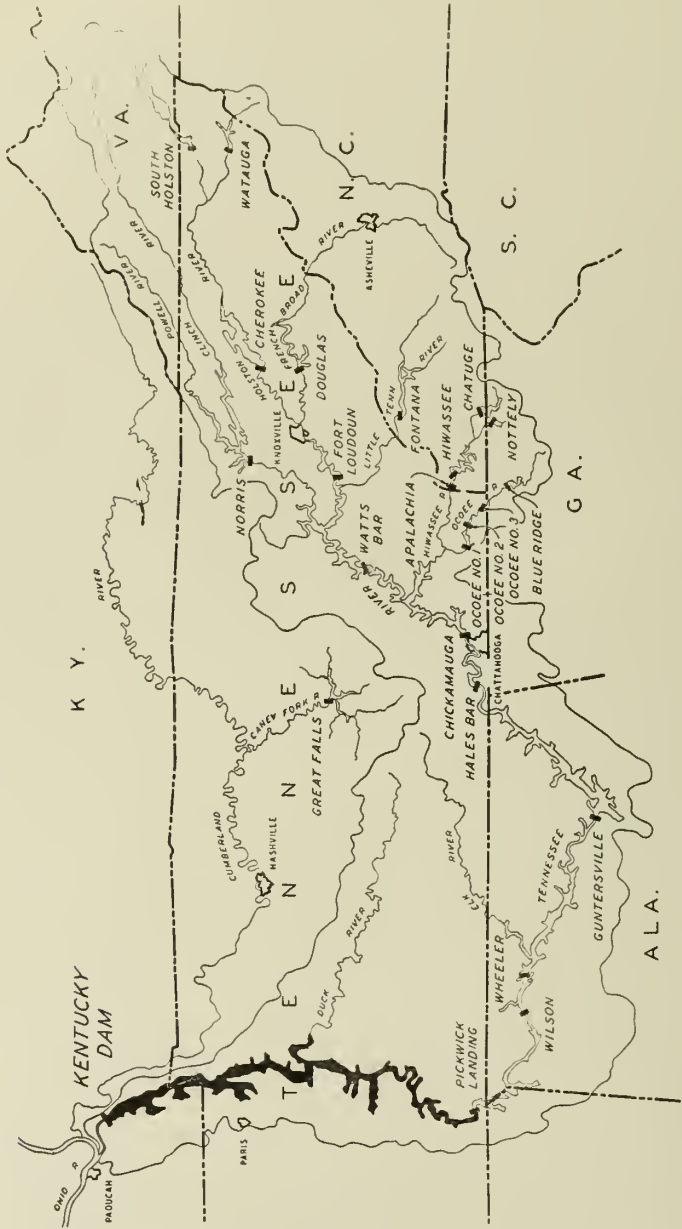 KENTUCKY
DAM
OHIO R
PADUCAH
PARIS
K Y.
V A.
T E N N E S S E E
N. C.
S. C.
G A.
A L A.
CUMBERLAND
RIVER
NASHVILLE
CANEY FORK R
GREAT FALLS
DUCK
RIVER
ELK
RIVER
POWELL
RIVER
CLINCH
RIVER
NORRIS
KNOXVILLE
HOLSTON
RIVER
CHEROKEE
SOUTH
HOLSTON
WATAUGA
FRENCH
BROAD
RIVER
DOUGLAS
ASHEVILLE
FORT
LOUDOUN
LITTLE
TENN
RIVER
FONTANA
WATTS
BAR
RIVER
APALACHIA
HIWASSEE R
HIWASSEE
CHATUGE
NOTTELY
OCOEE R
OCOEE NO. 1
OCOEE NO. 2
OCOEE NO. 3
BLUE RIDGE
CHICKAMAUGA
HALES BAR
CHATTANOOGA
TENNESSEE
GUNTERSVILLE
WHEELER
WILSON
PICKWICK
LANDING